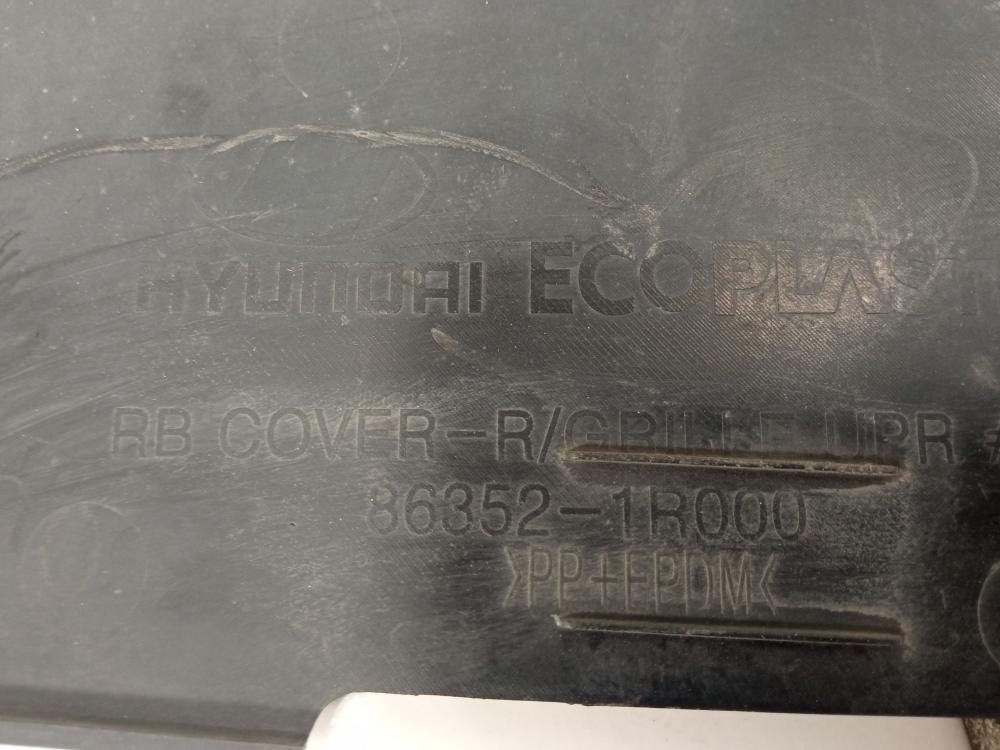 HYUNDAI ECOPLAST
RB COVER-R/GRILLE UPR #
86352-1R000
>PP+EPDM<